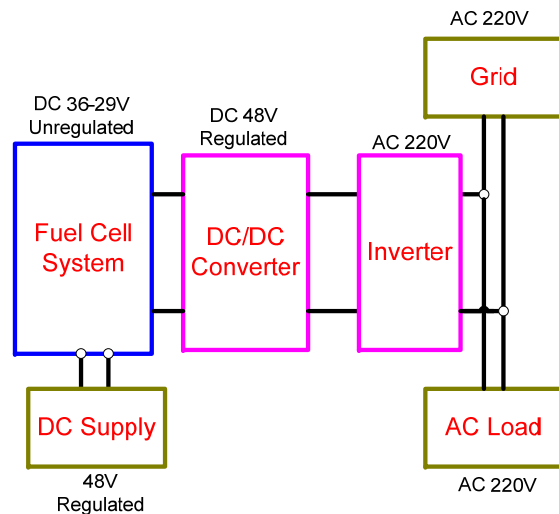 AC 220V
Grid
DC 36-29V
Unregulated
DC 48V
Regulated
AC 220V
Fuel Cell
System
DC/DC
Converter
Inverter
DC Supply
AC Load
48V
Regulated
AC 220V